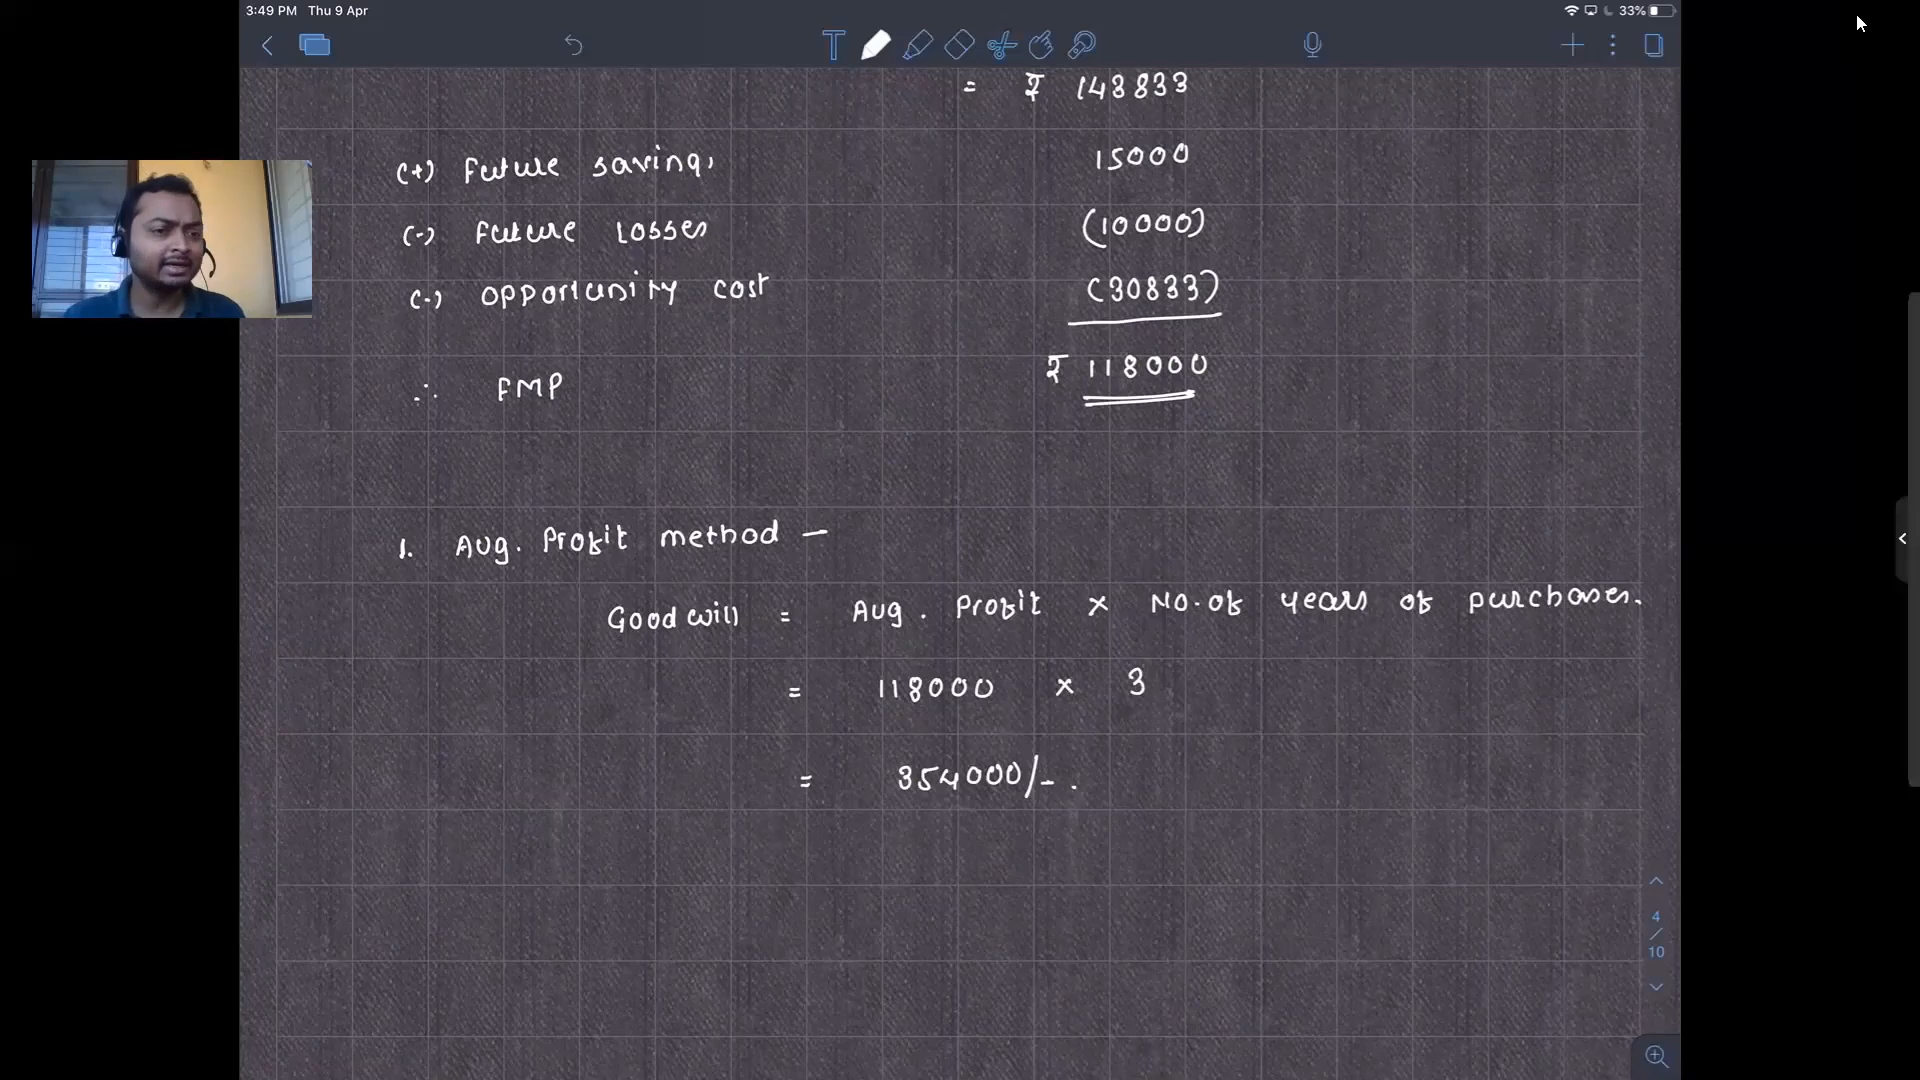 3:49 PM Thu 9 Apr
33%
= ₹ 143833
(+) Future saving, 15000
(-) Future Losses (10000)
(-) opportunity cost (30833)
∴ FMP ₹ 118000
1. Avg. Profit method –
Goodwill = Avg. Profit × No. of years of purchases.
= 118000 × 3
= 354000/- .
4
/
10